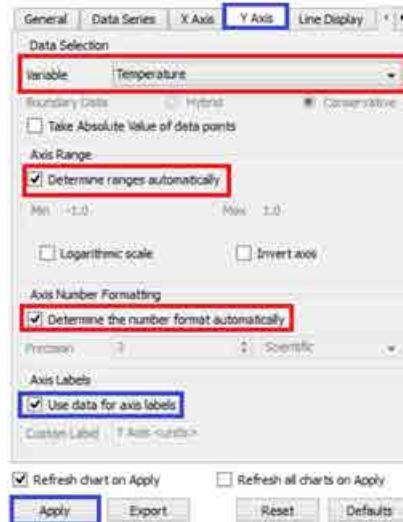 General Data Series X Axis Y Axis Line Display
Data Selection
Variable Temperature
Boundary Data Hybrid Conservative
Take Absolute Value of data points
Axis Range
Determine ranges automatically
Min -1.0 Max 1.0
Logarithmic scale Invert axis
Axis Number Formatting
Determine the number format automatically
Precision 3 Scientific
Axis Labels
Use data for axis labels
Custom Label Y Axis <units>
Refresh chart on Apply Refresh all charts on Apply
Apply Export Reset Defaults